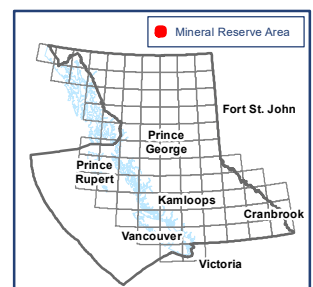 Mineral Reserve Area
Fort St. John
Prince
George
Prince
Rupert
Kamloops
Cranbrook
Vancouver
Victoria